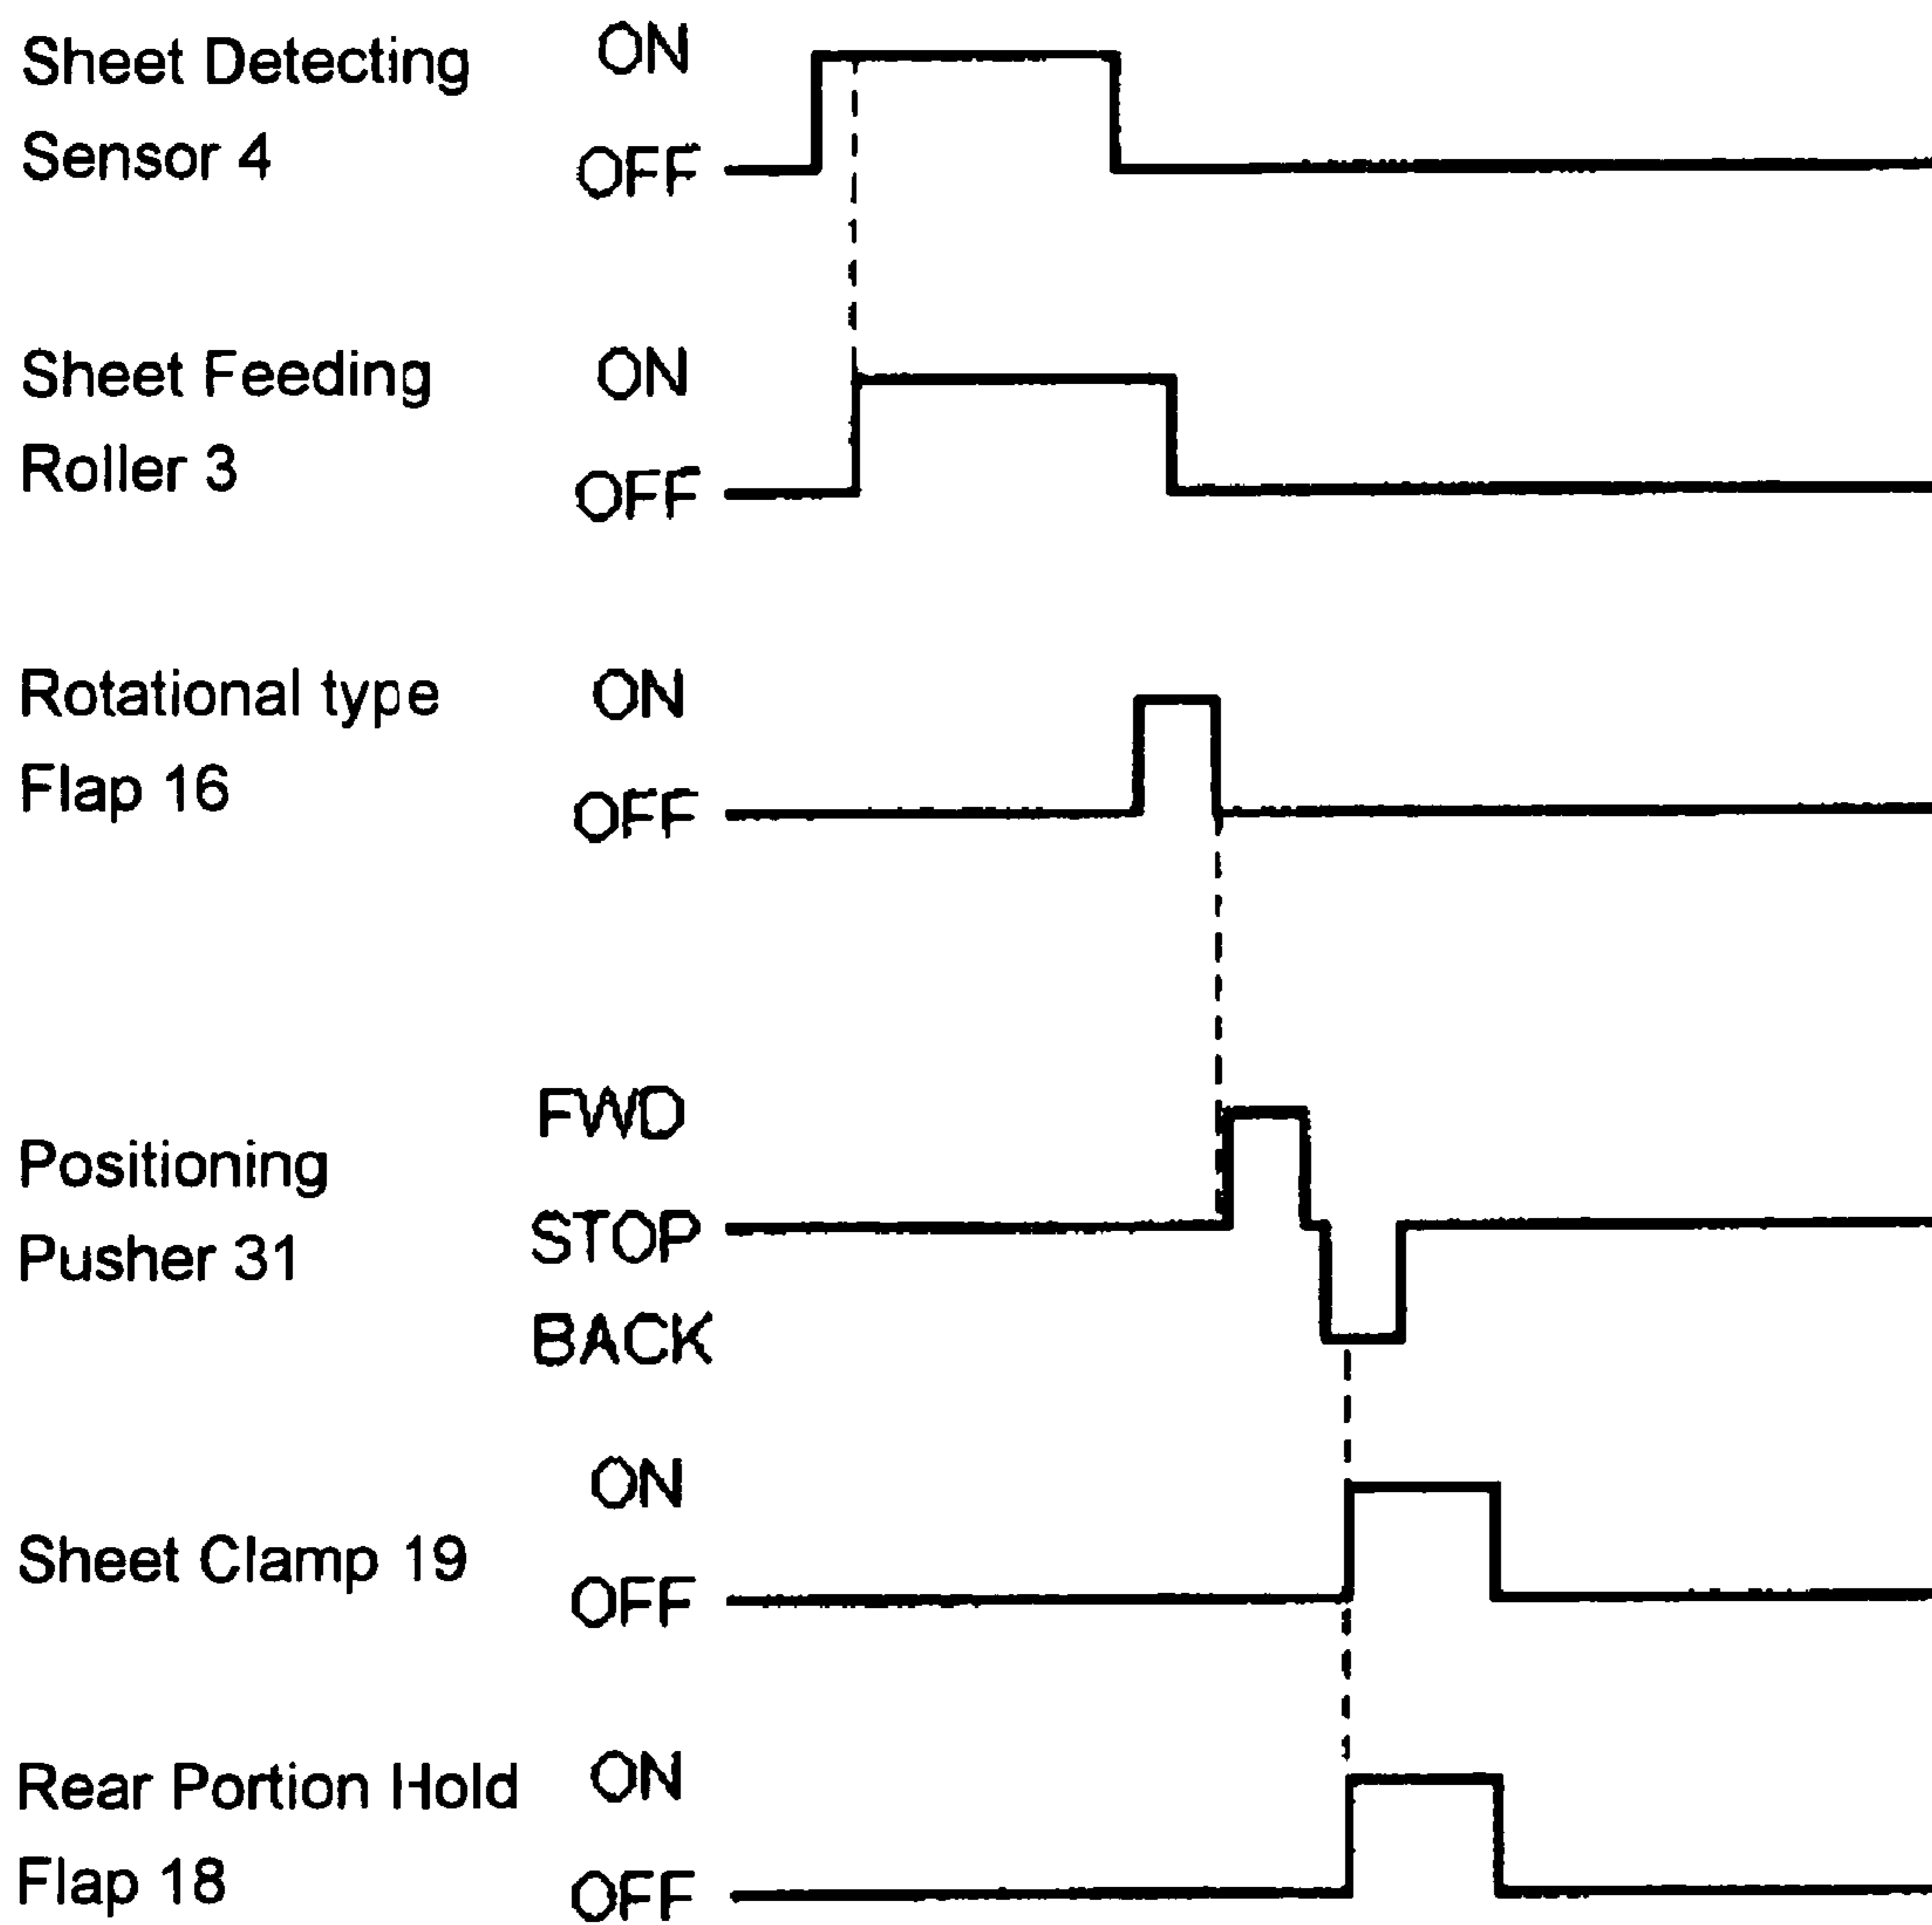 Sheet Detecting
Sensor 4
ON
OFF
Sheet Feeding
Roller 3
ON
OFF
Rotational type
Flap 16
ON
OFF
Positioning
Pusher 31
FWD
STOP
BACK
Sheet Clamp 19
ON
OFF
Rear Portion Hold
Flap 18
ON
OFF